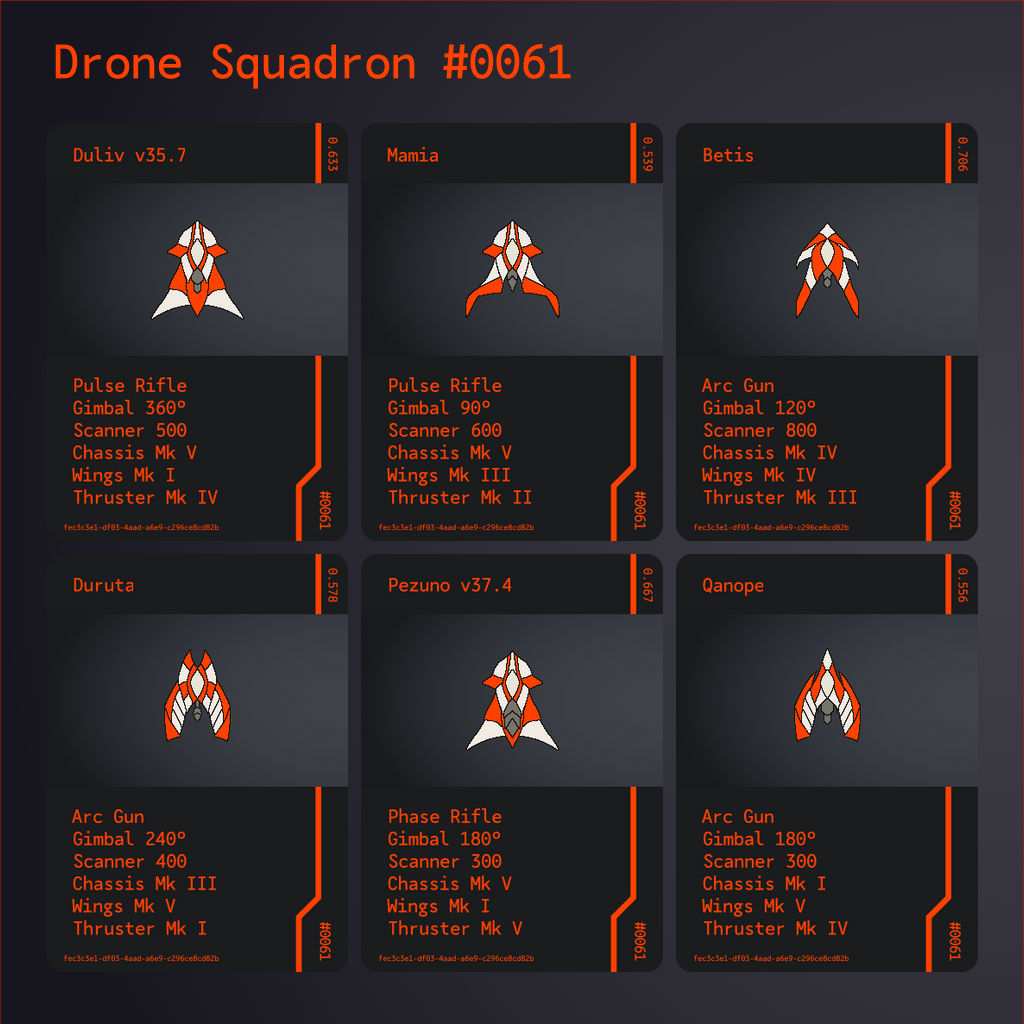 Drone Squadron #0061
Duliv v35.7
0.633
Pulse Rifle
Gimbal 360°
Scanner 500
Chassis Mk V
Wings Mk I
Thruster Mk IV
#0061
fec3c3e1-df03-4aad-a6e9-c296ce8cd82b
Mamia
0.539
Pulse Rifle
Gimbal 90°
Scanner 600
Chassis Mk V
Wings Mk III
Thruster Mk II
#0061
fec3c3e1-df03-4aad-a6e9-c296ce8cd82b
Betis
0.706
Arc Gun
Gimbal 120°
Scanner 800
Chassis Mk IV
Wings Mk IV
Thruster Mk III
#0061
fec3c3e1-df03-4aad-a6e9-c296ce8cd82b
Duruta
0.578
Arc Gun
Gimbal 240°
Scanner 400
Chassis Mk III
Wings Mk V
Thruster Mk I
#0061
fec3c3e1-df03-4aad-a6e9-c296ce8cd82b
Pezuno v37.4
0.667
Phase Rifle
Gimbal 180°
Scanner 300
Chassis Mk V
Wings Mk I
Thruster Mk V
#0061
fec3c3e1-df03-4aad-a6e9-c296ce8cd82b
Qanope
0.556
Arc Gun
Gimbal 180°
Scanner 300
Chassis Mk I
Wings Mk V
Thruster Mk IV
#0061
fec3c3e1-df03-4aad-a6e9-c296ce8cd82b